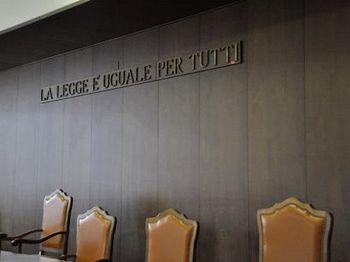 LA LEGGE E' UGUALE PER TUTTI